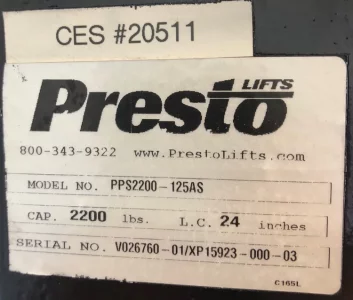 CES #20511
Presto LIFTS
800-343-9322 www.PrestoLifts.com
MODEL NO. PPS2200-125AS
CAP. 2200 lbs. L.C. 24 inches
SERIAL NO. V026760-01/XP15923-000-03
C165L